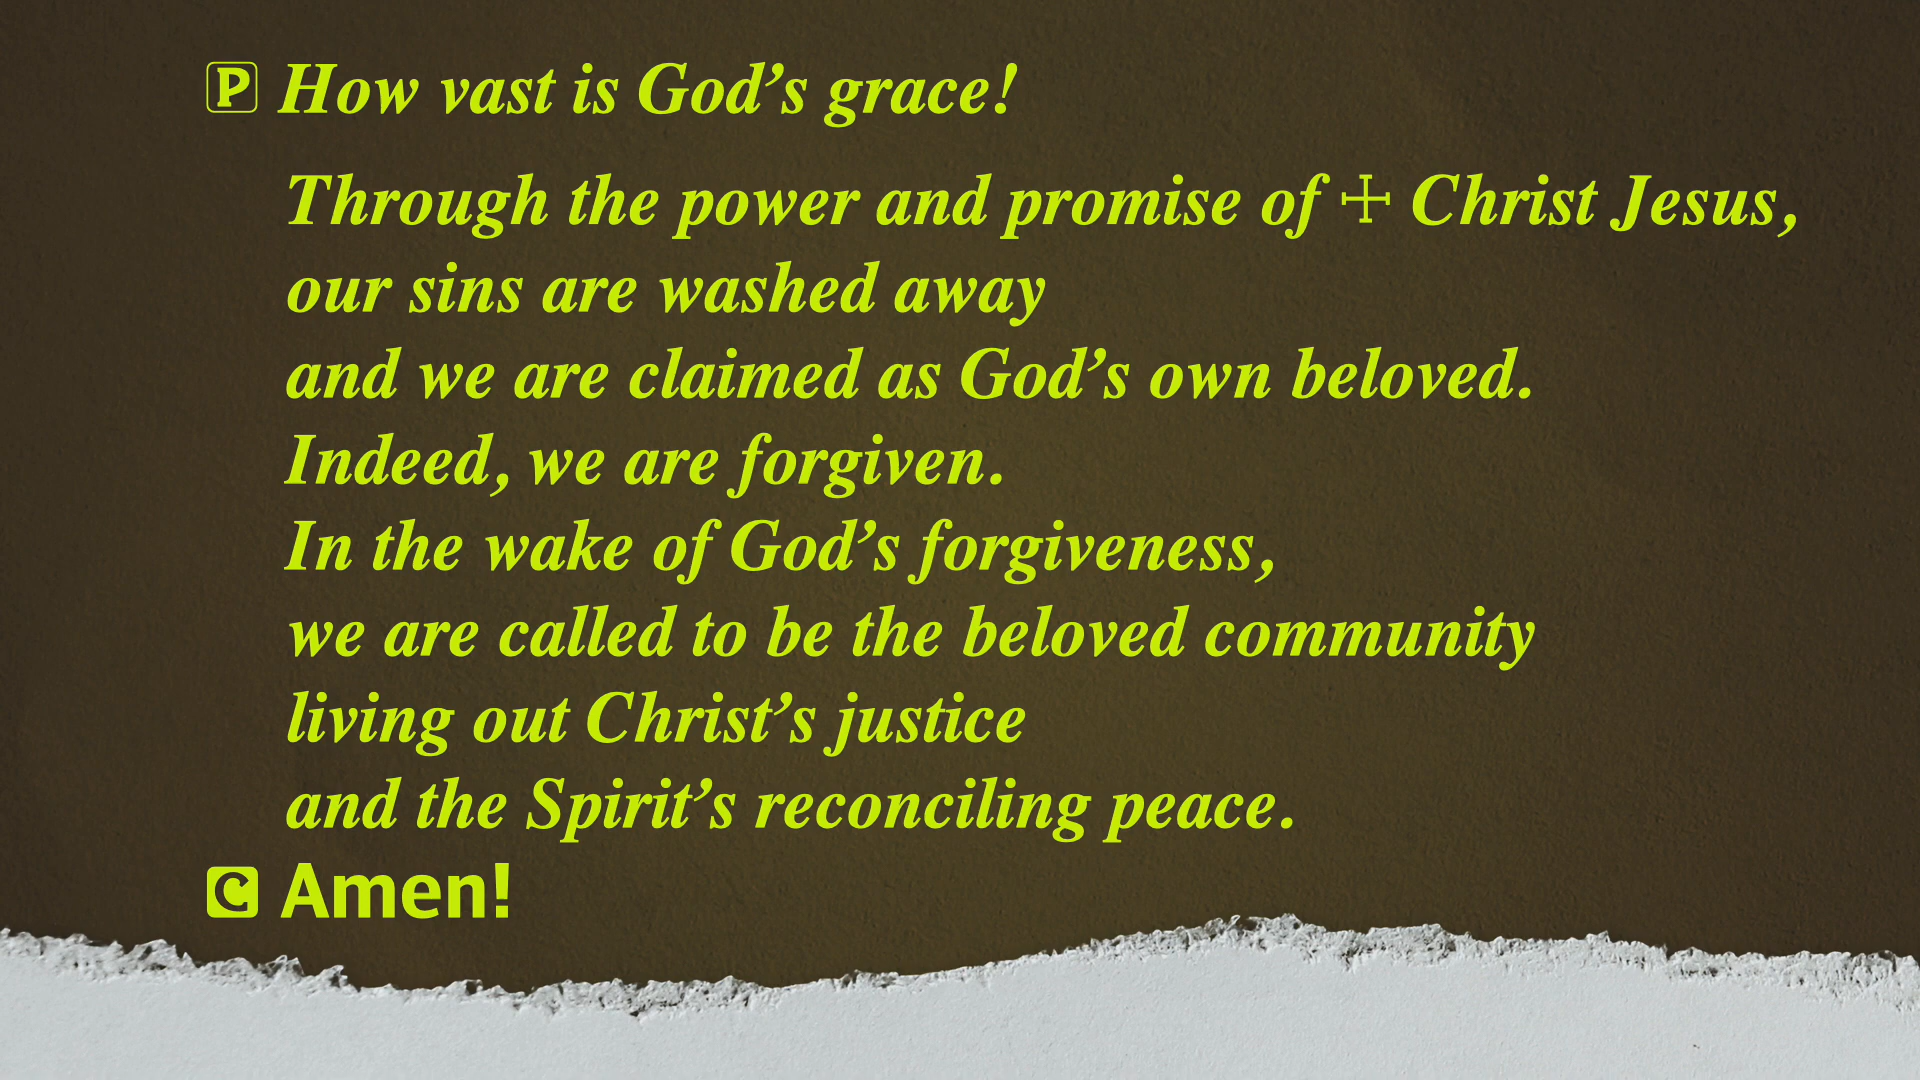 P How vast is God’s grace!
Through the power and promise of ☩ Christ Jesus,
our sins are washed away
and we are claimed as God’s own beloved.
Indeed, we are forgiven.
In the wake of God’s forgiveness,
we are called to be the beloved community
living out Christ’s justice
and the Spirit’s reconciling peace.
C Amen!